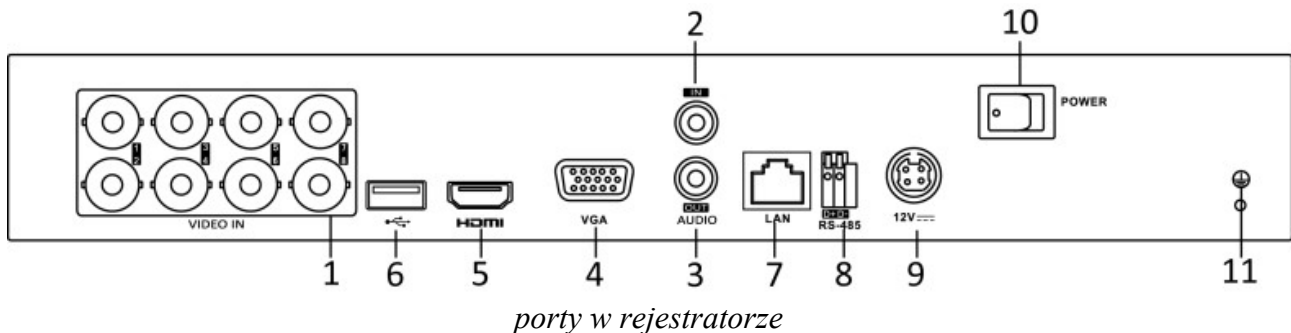 2 10
IN
POWER
VIDEO IN
HDMI
VGA
OUT
AUDIO
LAN
D+ D-
RS-485
12V
1 6 5 4 3 7 8 9 11
porty w rejestratorze